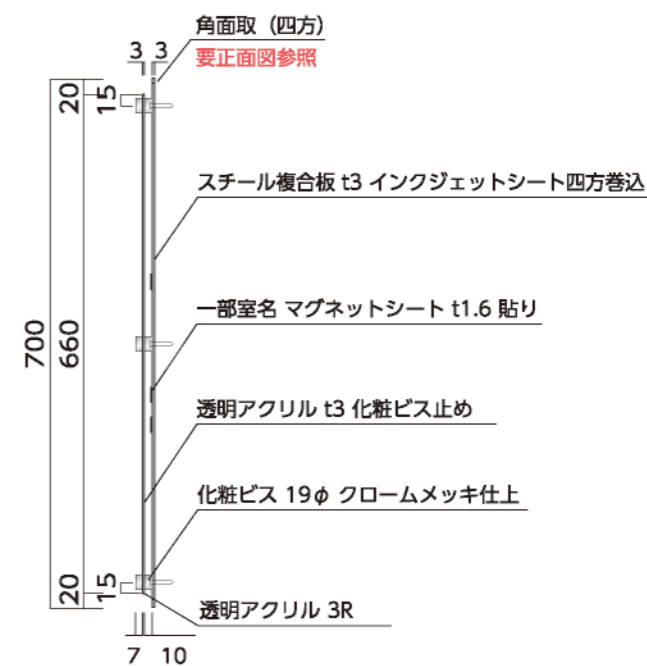 角面取（四方）
3 3
要正面図参照
20
15
スチール複合板 t3 インクジェットシート四方巻込
一部室名 マグネットシート t1.6 貼り
700
660
透明アクリル t3 化粧ビス止め
化粧ビス 19φ クロームメッキ仕上
20
15
透明アクリル 3R
7 10